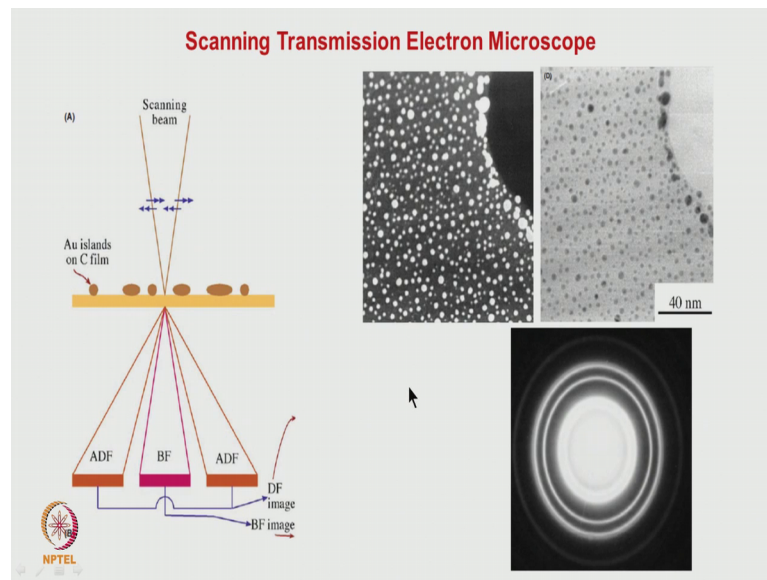 Scanning Transmission Electron Microscope
(A)
Scanning
beam
Au islands
on C film
ADF
BF
ADF
DF
image
BF image
(B)
NPTEL
40 nm